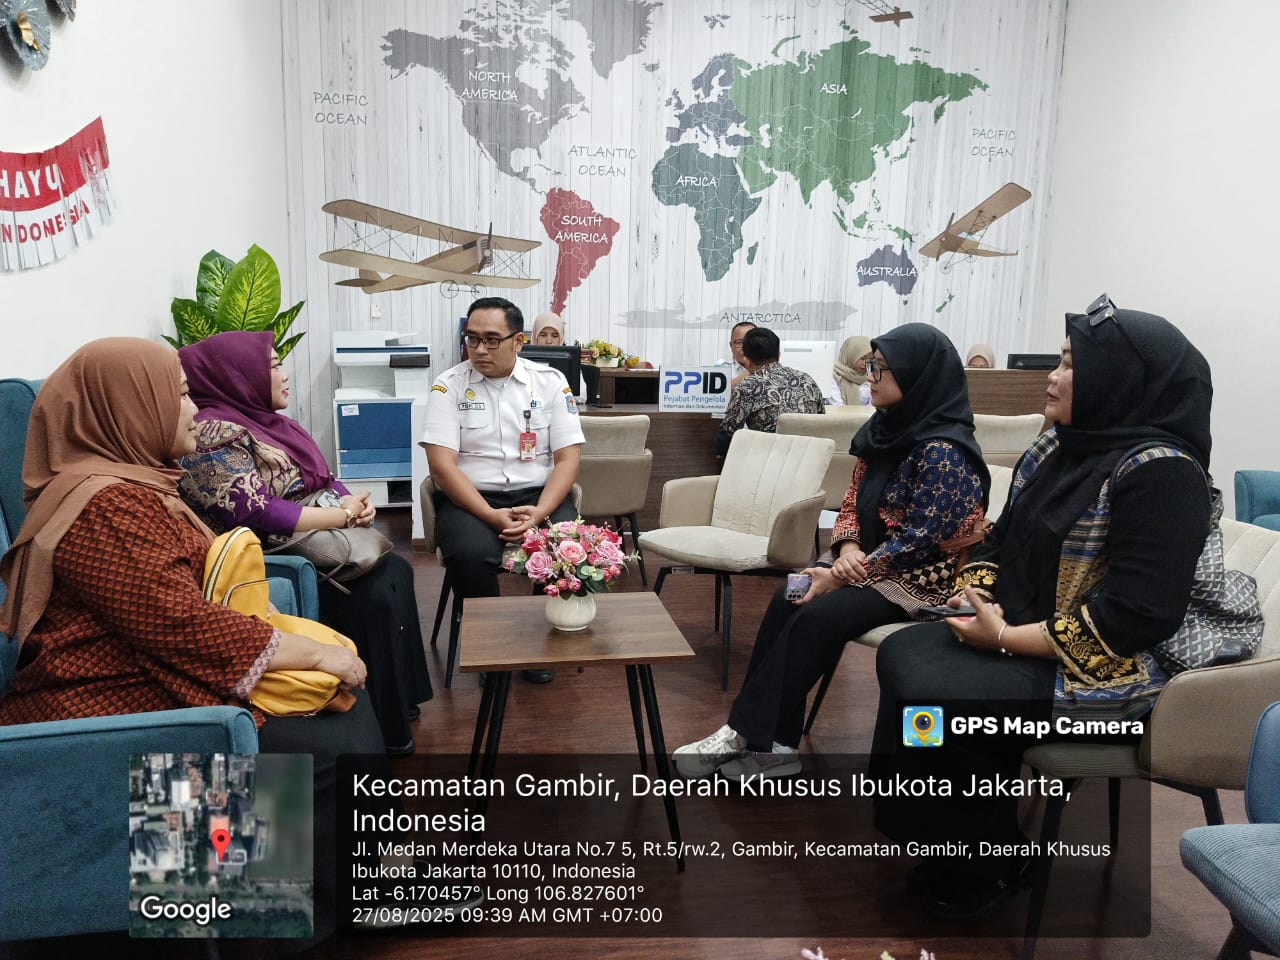 NORTH
AMERICA
PACIFIC
OCEAN
ASIA
ATLANTIC
OCEAN
PACIFIC
OCEAN
AFRICA
SOUTH
AMERICA
AUSTRALIA
ANTARCTICA
HAYU
INDONESIA
PPID
Pejabat Pengelola
Informasi dan Dokumentasi
GPS Map Camera
Kecamatan Gambir, Daerah Khusus Ibukota Jakarta,
Indonesia
Jl. Medan Merdeka Utara No.7 5, Rt.5/rw.2, Gambir, Kecamatan Gambir, Daerah Khusus
Ibukota Jakarta 10110, Indonesia
Lat -6.170457° Long 106.827601°
27/08/2025 09:39 AM GMT +07:00
Google